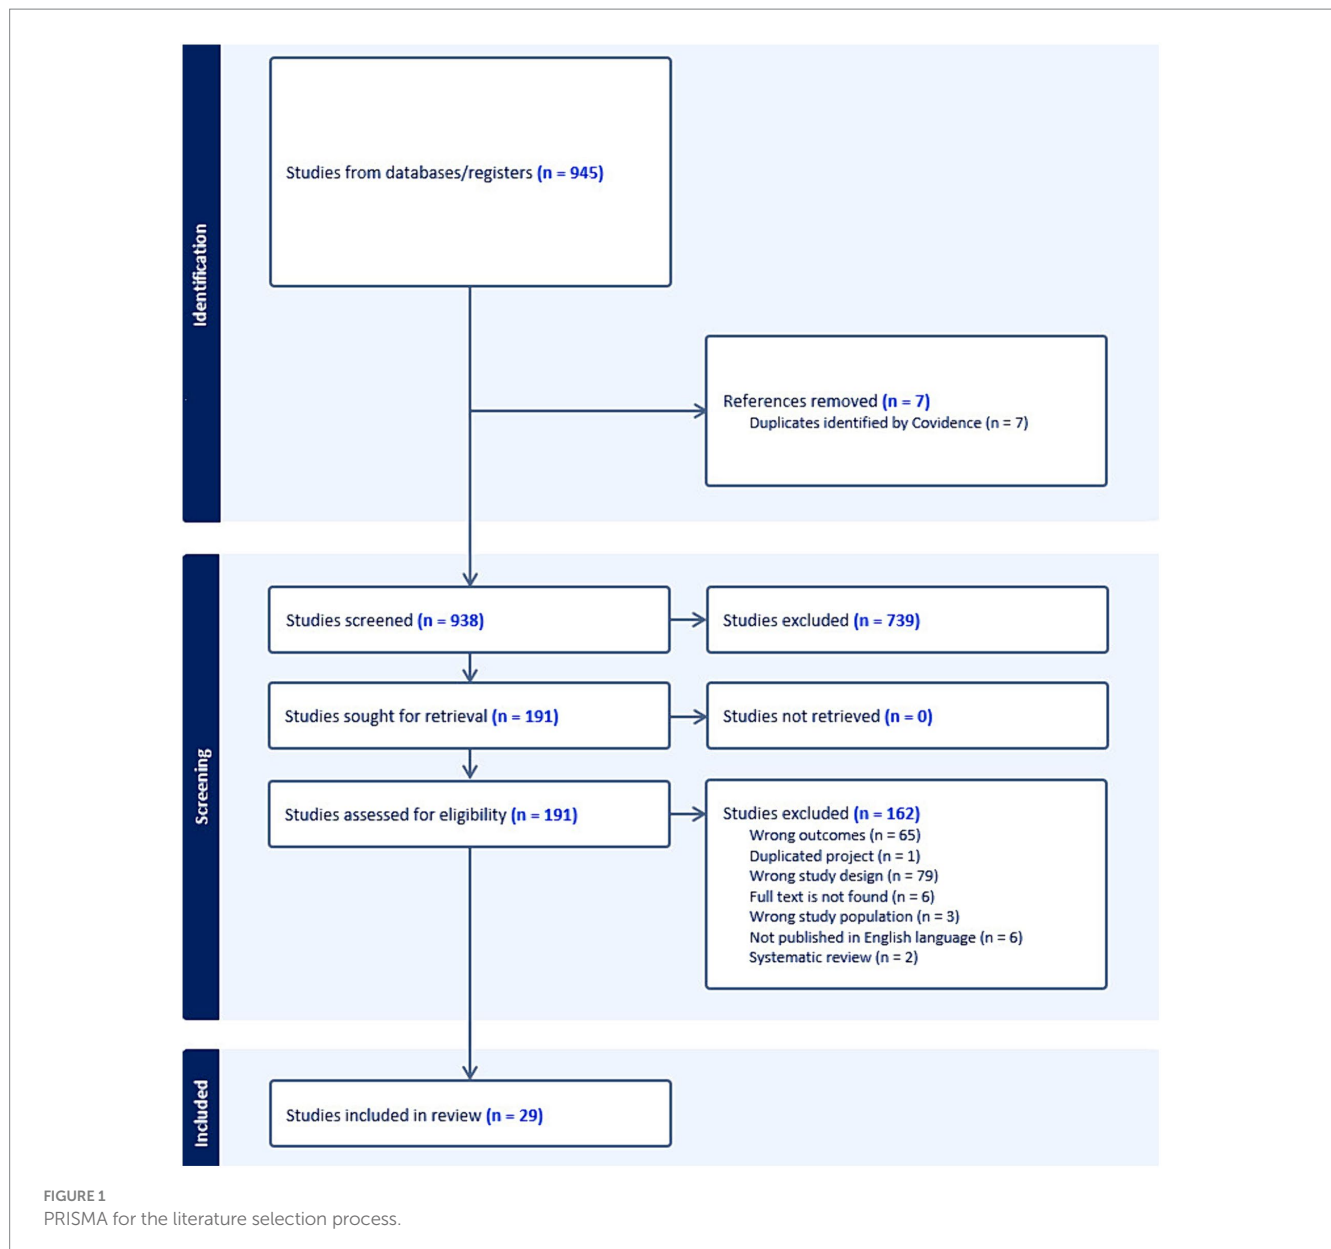 Identification
Studies from databases/registers (n = 945)
References removed (n = 7)
Duplicates identified by Covidence (n = 7)
Screening
Studies screened (n = 938)
Studies excluded (n = 739)
Studies sought for retrieval (n = 191)
Studies not retrieved (n = 0)
Studies assessed for eligibility (n = 191)
Studies excluded (n = 162)
Wrong outcomes (n = 65)
Duplicated project (n = 1)
Wrong study design (n = 79)
Full text is not found (n = 6)
Wrong study population (n = 3)
Not published in English language (n = 6)
Systematic review (n = 2)
Included
Studies included in review (n = 29)
FIGURE 1
PRISMA for the literature selection process.